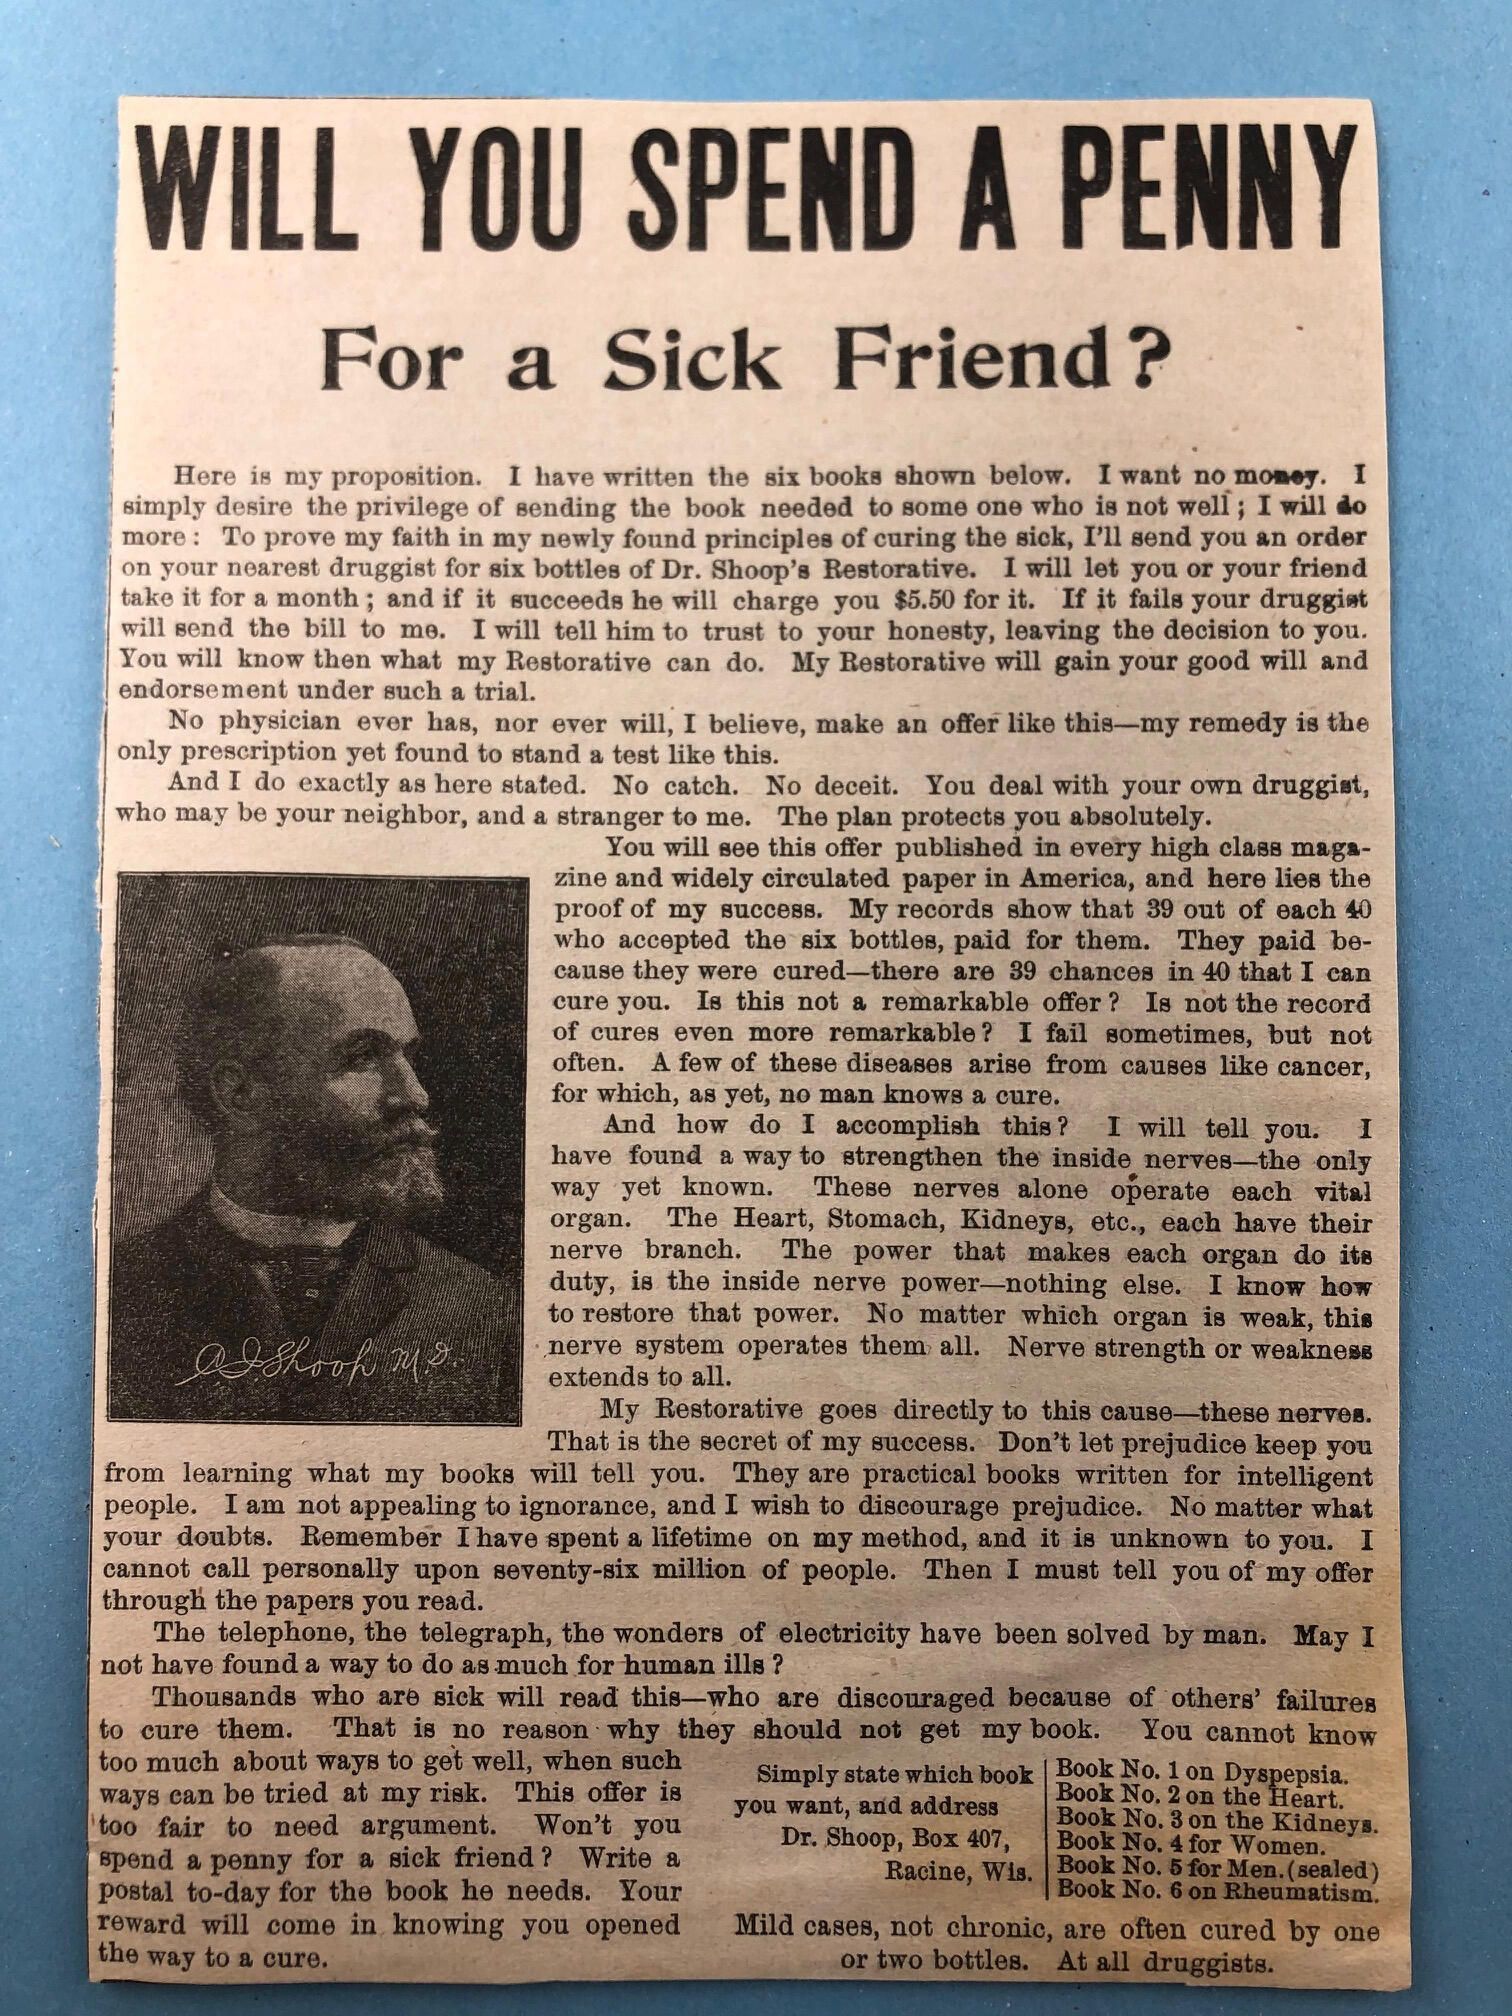 WILL YOU SPEND A PENNY
For a Sick Friend?
Here is my proposition. I have written the six books shown below. I want no money. I
simply desire the privilege of sending the book needed to some one who is not well; I will do
more: To prove my faith in my newly found principles of curing the sick, I'll send you an order
on your nearest druggist for six bottles of Dr. Shoop's Restorative. I will let you or your friend
take it for a month; and if it succeeds he will charge you $5.50 for it. If it fails your druggist
will send the bill to me. I will tell him to trust to your honesty, leaving the decision to you.
You will know then what my Restorative can do. My Restorative will gain your good will and
endorsement under such a trial.
No physician ever has, nor ever will, I believe, make an offer like this—my remedy is the
only prescription yet found to stand a test like this.
And I do exactly as here stated. No catch. No deceit. You deal with your own druggist,
who may be your neighbor, and a stranger to me. The plan protects you absolutely.
You will see this offer published in every high class maga-
zine and widely circulated paper in America, and here lies the
proof of my success. My records show that 39 out of each 40
who accepted the six bottles, paid for them. They paid be-
cause they were cured—there are 39 chances in 40 that I can
cure you. Is this not a remarkable offer? Is not the record
of cures even more remarkable? I fail sometimes, but not
often. A few of these diseases arise from causes like cancer,
for which, as yet, no man knows a cure.
And how do I accomplish this? I will tell you. I
have found a way to strengthen the inside nerves—the only
way yet known. These nerves alone operate each vital
organ. The Heart, Stomach, Kidneys, etc., each have their
nerve branch. The power that makes each organ do its
duty, is the inside nerve power—nothing else. I know how
to restore that power. No matter which organ is weak, this
nerve system operates them all. Nerve strength or weakness
extends to all.
C. I. Shoop M. D.
My Restorative goes directly to this cause—these nerves.
That is the secret of my success. Don't let prejudice keep you
from learning what my books will tell you. They are practical books written for intelligent
people. I am not appealing to ignorance, and I wish to discourage prejudice. No matter what
your doubts. Remember I have spent a lifetime on my method, and it is unknown to you. I
cannot call personally upon seventy-six million of people. Then I must tell you of my offer
through the papers you read.
The telephone, the telegraph, the wonders of electricity have been solved by man. May I
not have found a way to do as much for human ills?
Thousands who are sick will read this—who are discouraged because of others' failures
to cure them. That is no reason why they should not get my book. You cannot know
too much about ways to get well, when such
ways can be tried at my risk. This offer is
too fair to need argument. Won't you
spend a penny for a sick friend? Write a
postal to-day for the book he needs. Your
reward will come in knowing you opened
the way to a cure.
Simply state which book
you want, and address
Dr. Shoop, Box 407,
Racine, Wis.
Book No. 1 on Dyspepsia.
Book No. 2 on the Heart.
Book No. 3 on the Kidneys.
Book No. 4 for Women.
Book No. 5 for Men. (sealed)
Book No. 6 on Rheumatism.
Mild cases, not chronic, are often cured by one
or two bottles. At all druggists.